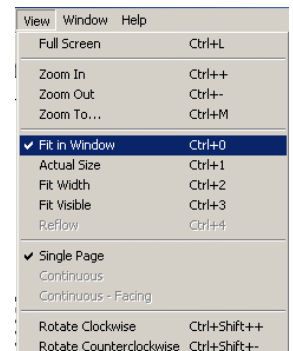 View Window Help
Full Screen Ctrl+L
Zoom In Ctrl++
Zoom Out Ctrl+-
Zoom To... Ctrl+M
Fit in Window Ctrl+0
Actual Size Ctrl+1
Fit Width Ctrl+2
Fit Visible Ctrl+3
Reflow Ctrl+4
Single Page
Continuous
Continuous - Facing
Rotate Clockwise Ctrl+Shift++
Rotate Counterclockwise Ctrl+Shift+-